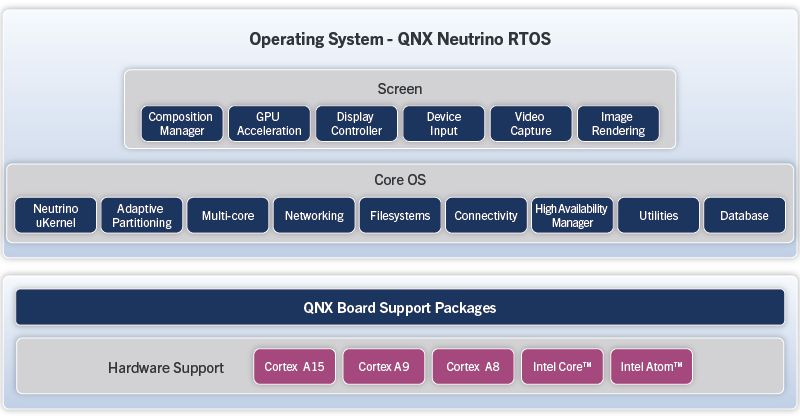 Operating System - QNX Neutrino RTOS
Screen
Composition Manager
GPU Acceleration
Display Controller
Device Input
Video Capture
Image Rendering
Core OS
Neutrino uKernel
Adaptive Partitioning
Multi-core
Networking
Filesystems
Connectivity
High Availability Manager
Utilities
Database
QNX Board Support Packages
Hardware Support
Cortex A15
Cortex A9
Cortex A8
Intel Core™
Intel Atom™